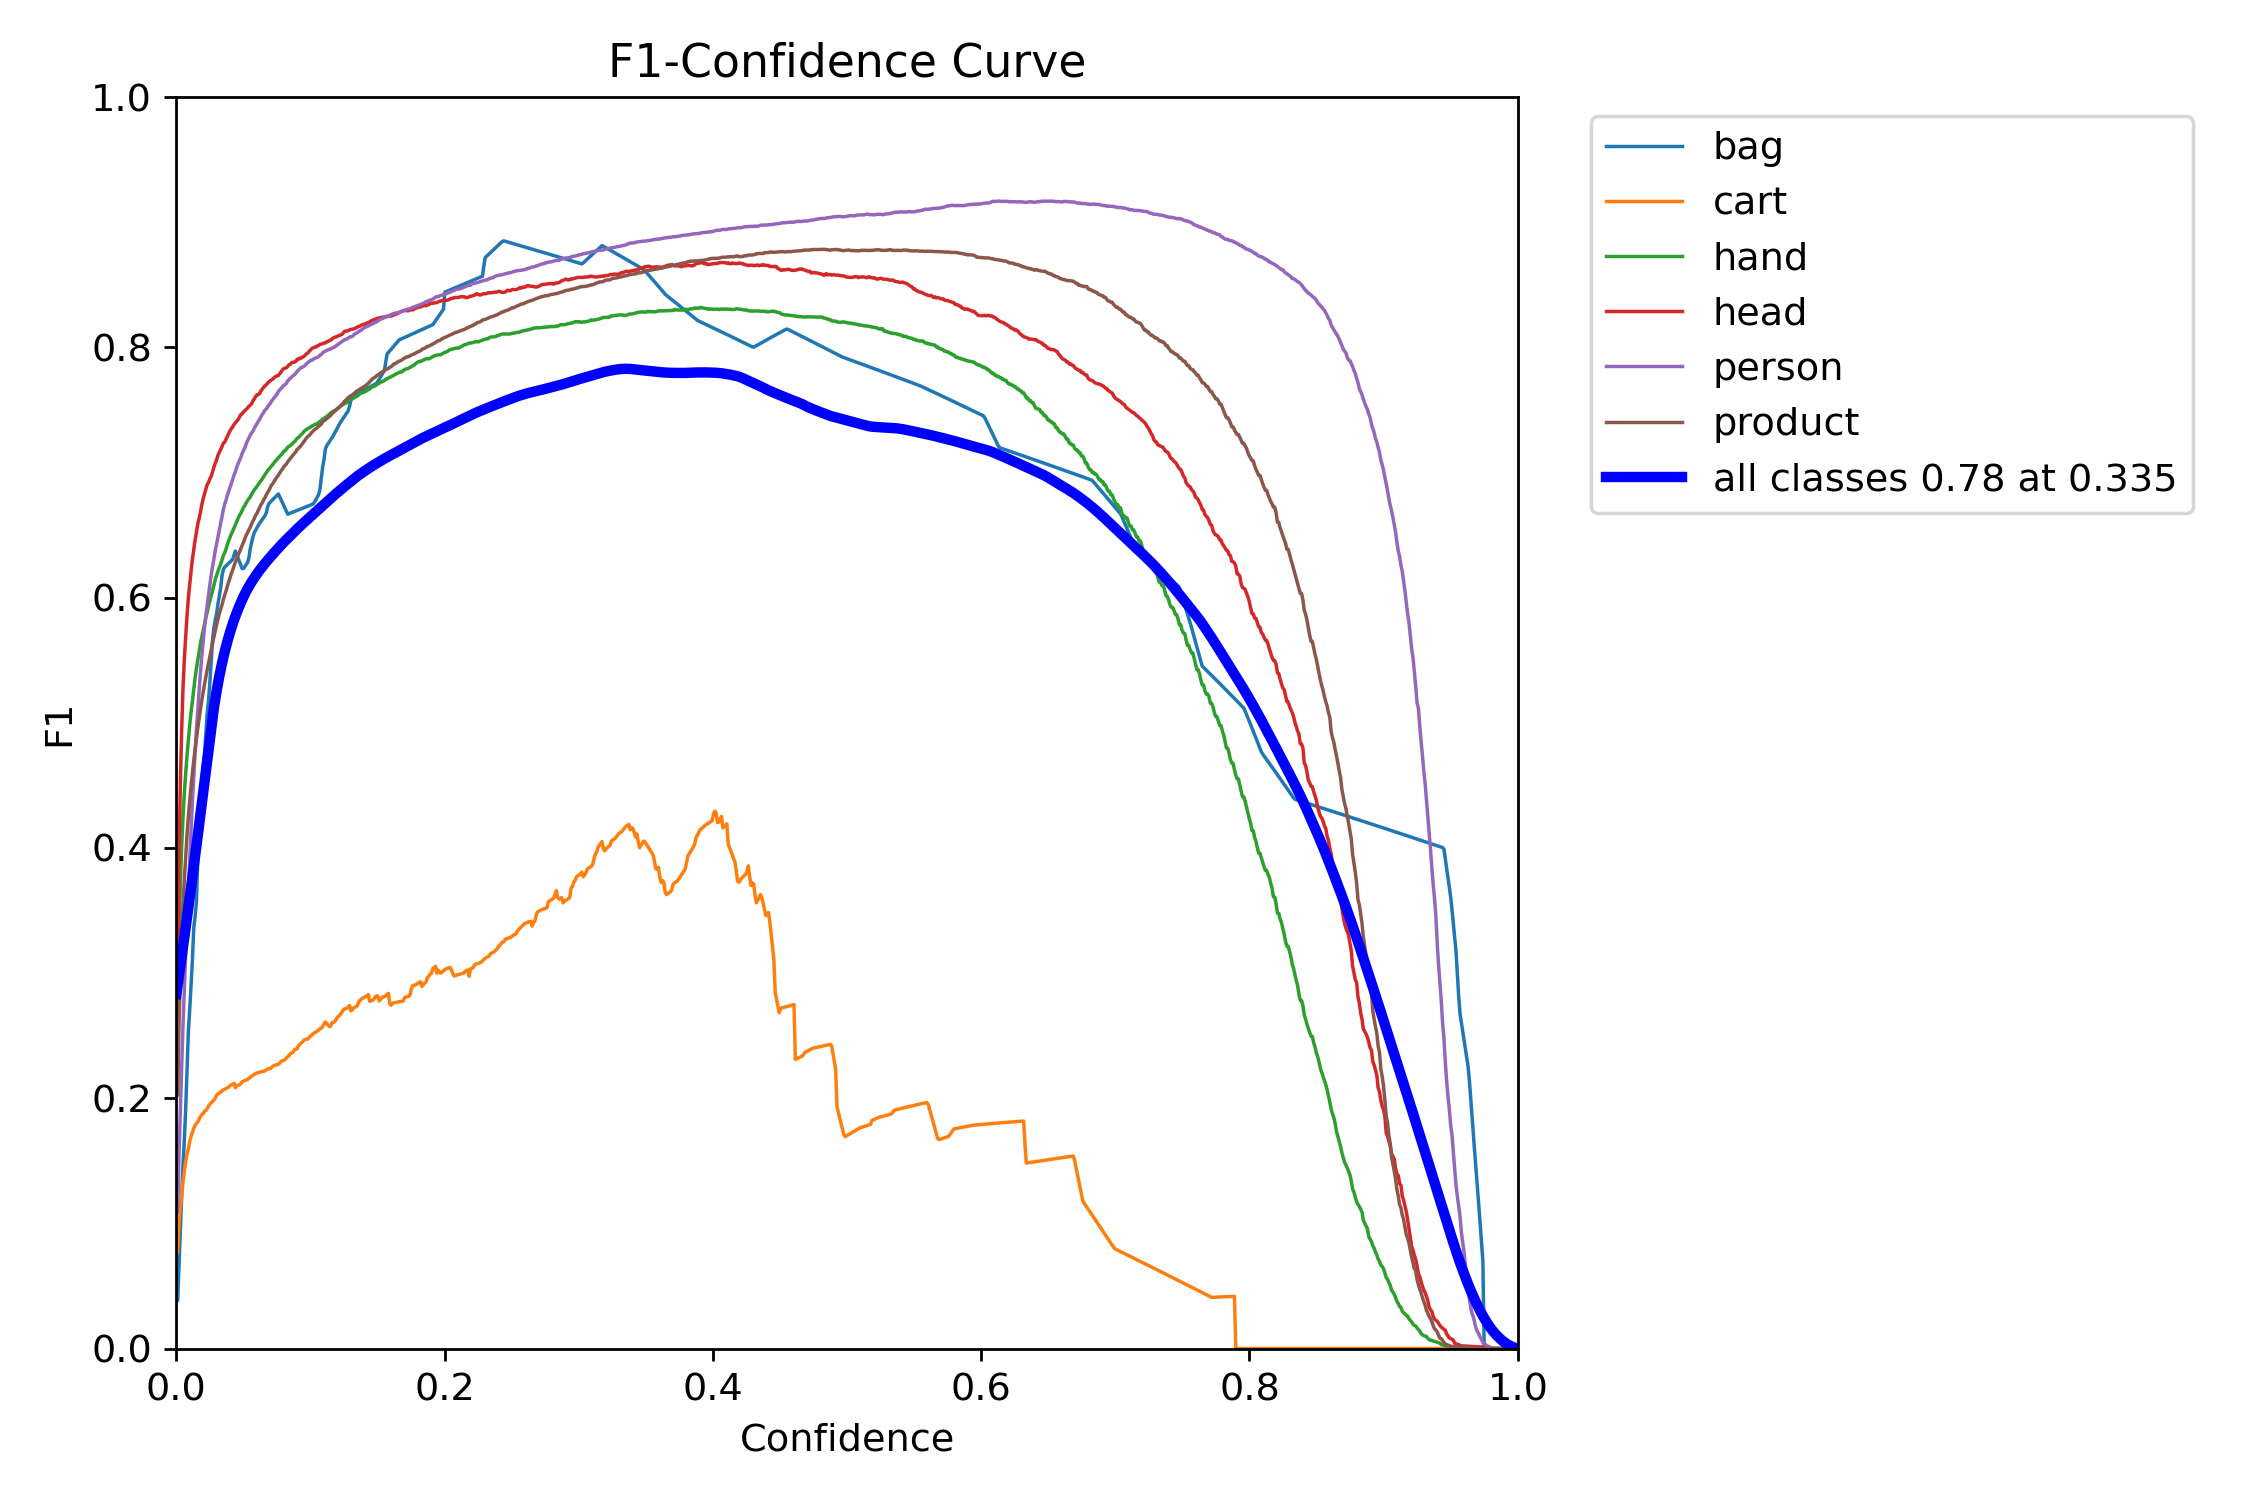 F1-Confidence Curve
1.0
0.8
0.6
0.4
0.2
0.0
F1
0.0 0.2 0.4 0.6 0.8 1.0
Confidence
bag
cart
hand
head
person
product
all classes 0.78 at 0.335